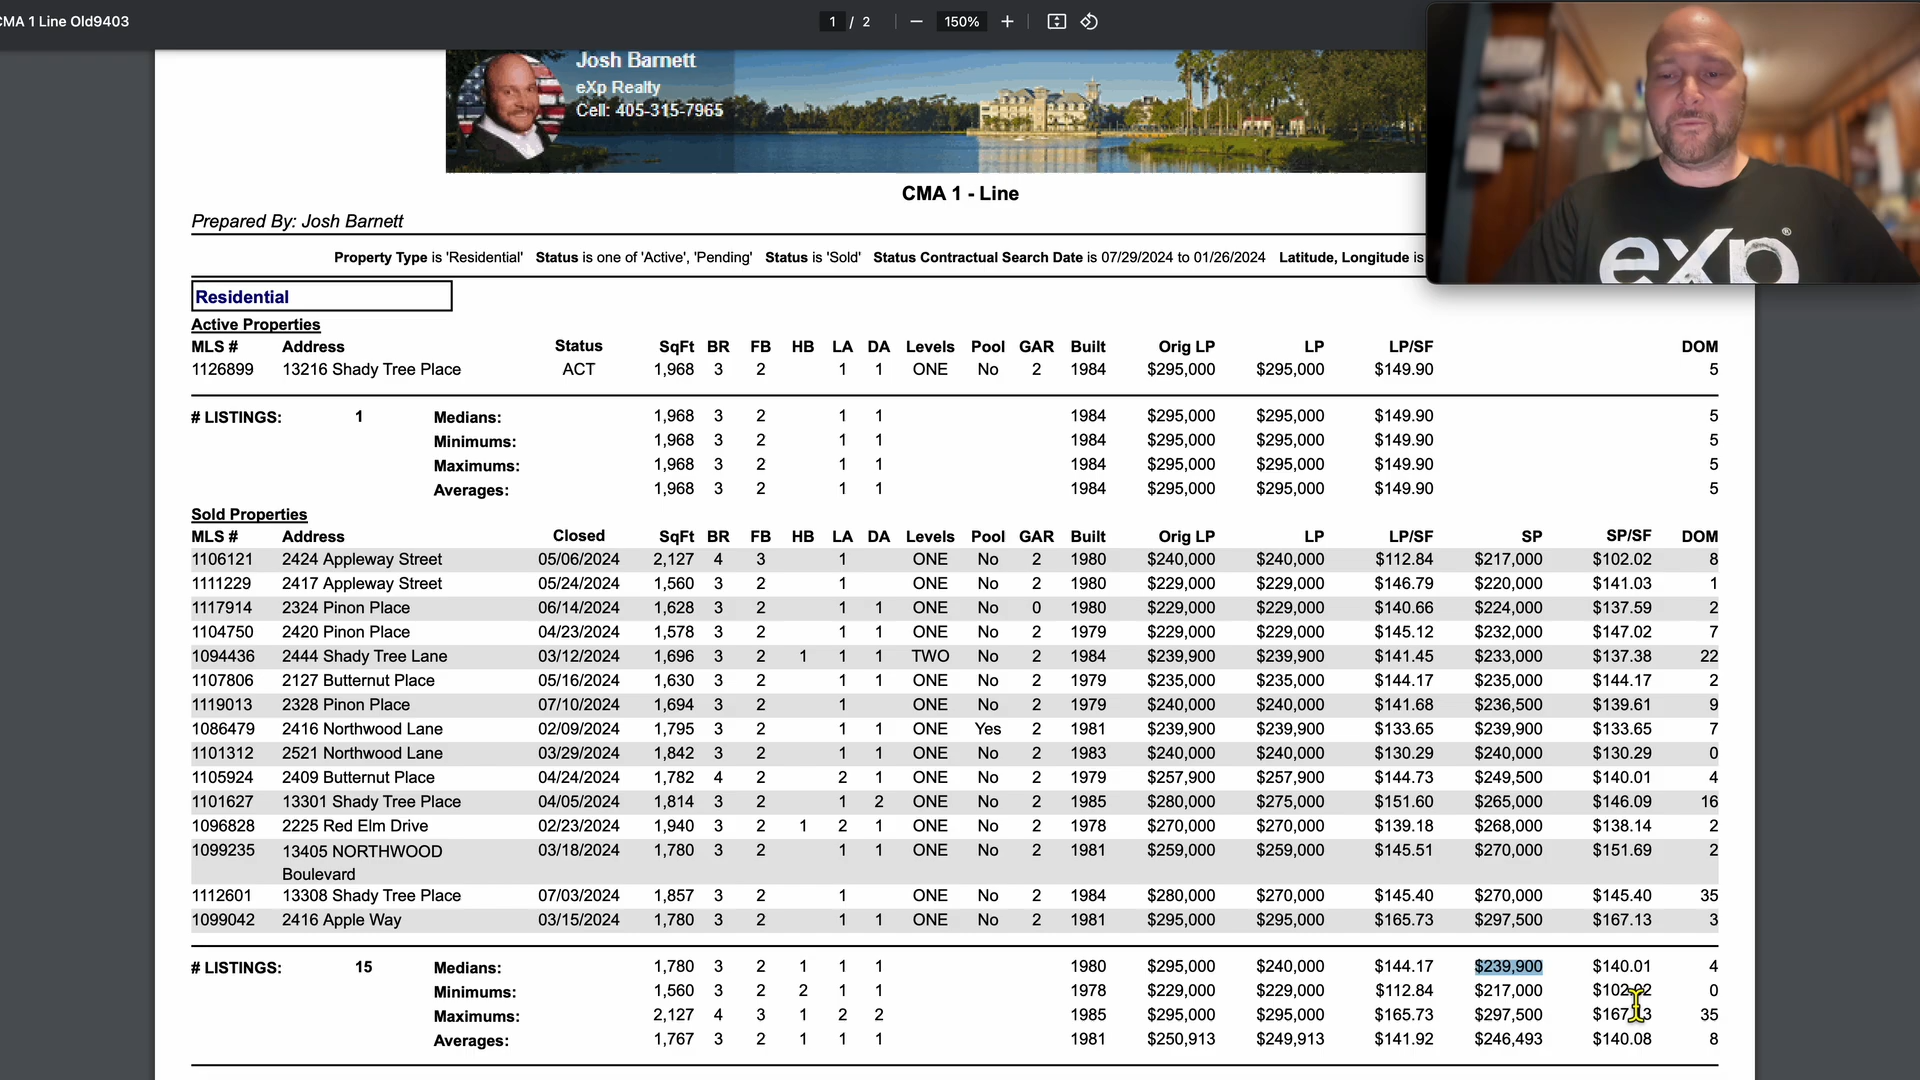 CMA 1 Line Old9403
1 / 2 — 150% +
Josh Barnett
eXp Realty
Cell: 405-315-7965
eXp®
CMA 1 - Line
Prepared By: Josh Barnett
Property Type is 'Residential' Status is one of 'Active', 'Pending' Status is 'Sold' Status Contractual Search Date is 07/29/2024 to 01/26/2024 Latitude, Longitude is
Residential
Active Properties
MLS # Address Status SqFt BR FB HB LA DA Levels Pool GAR Built Orig LP LP LP/SF DOM
1126899 13216 Shady Tree Place ACT 1,968 3 2 1 1 ONE No 2 1984 $295,000 $295,000 $149.90 5
# LISTINGS: 1 Medians: 1,968 3 2 1 1 1984 $295,000 $295,000 $149.90 5
Minimums: 1,968 3 2 1 1 1984 $295,000 $295,000 $149.90 5
Maximums: 1,968 3 2 1 1 1984 $295,000 $295,000 $149.90 5
Averages: 1,968 3 2 1 1 1984 $295,000 $295,000 $149.90 5
Sold Properties
MLS # Address Closed SqFt BR FB HB LA DA Levels Pool GAR Built Orig LP LP LP/SF SP SP/SF DOM
1106121 2424 Appleway Street 05/06/2024 2,127 4 3 1 ONE No 2 1980 $240,000 $240,000 $112.84 $217,000 $102.02 8
1111229 2417 Appleway Street 05/24/2024 1,560 3 2 1 ONE No 2 1980 $229,000 $229,000 $146.79 $220,000 $141.03 1
1117914 2324 Pinon Place 06/14/2024 1,628 3 2 1 1 ONE No 0 1980 $229,000 $229,000 $140.66 $224,000 $137.59 2
1104750 2420 Pinon Place 04/23/2024 1,578 3 2 1 1 ONE No 2 1979 $229,000 $229,000 $145.12 $232,000 $147.02 7
1094436 2444 Shady Tree Lane 03/12/2024 1,696 3 2 1 1 1 TWO No 2 1984 $239,900 $239,900 $141.45 $233,000 $137.38 22
1107806 2127 Butternut Place 05/16/2024 1,630 3 2 1 1 ONE No 2 1979 $235,000 $235,000 $144.17 $235,000 $144.17 2
1119013 2328 Pinon Place 07/10/2024 1,694 3 2 1 ONE No 2 1979 $240,000 $240,000 $141.68 $236,500 $139.61 9
1086479 2416 Northwood Lane 02/09/2024 1,795 3 2 1 1 ONE Yes 2 1981 $239,900 $239,900 $133.65 $239,900 $133.65 7
1101312 2521 Northwood Lane 03/29/2024 1,842 3 2 1 1 ONE No 2 1983 $240,000 $240,000 $130.29 $240,000 $130.29 0
1105924 2409 Butternut Place 04/24/2024 1,782 4 2 2 1 ONE No 2 1979 $257,900 $257,900 $144.73 $249,500 $140.01 4
1101627 13301 Shady Tree Place 04/05/2024 1,814 3 2 1 2 ONE No 2 1985 $280,000 $275,000 $151.60 $265,000 $146.09 16
1096828 2225 Red Elm Drive 02/23/2024 1,940 3 2 1 2 1 ONE No 2 1978 $270,000 $270,000 $139.18 $268,000 $138.14 2
1099235 13405 NORTHWOOD 03/18/2024 1,780 3 2 1 1 ONE No 2 1981 $259,000 $259,000 $145.51 $270,000 $151.69 2
Boulevard
1112601 13308 Shady Tree Place 07/03/2024 1,857 3 2 1 ONE No 2 1984 $280,000 $270,000 $145.40 $270,000 $145.40 35
1099042 2416 Apple Way 03/15/2024 1,780 3 2 1 1 ONE No 2 1981 $295,000 $295,000 $165.73 $297,500 $167.13 3
# LISTINGS: 15 Medians: 1,780 3 2 1 1 1 1980 $295,000 $240,000 $144.17 $239,900 $140.01 4
Minimums: 1,560 3 2 2 1 1 1978 $229,000 $229,000 $112.84 $217,000 $102.02 0
Maximums: 2,127 4 3 1 2 2 1985 $295,000 $295,000 $165.73 $297,500 $167.13 35
Averages: 1,767 3 2 1 1 1 1981 $250,913 $249,913 $141.92 $246,493 $140.08 8